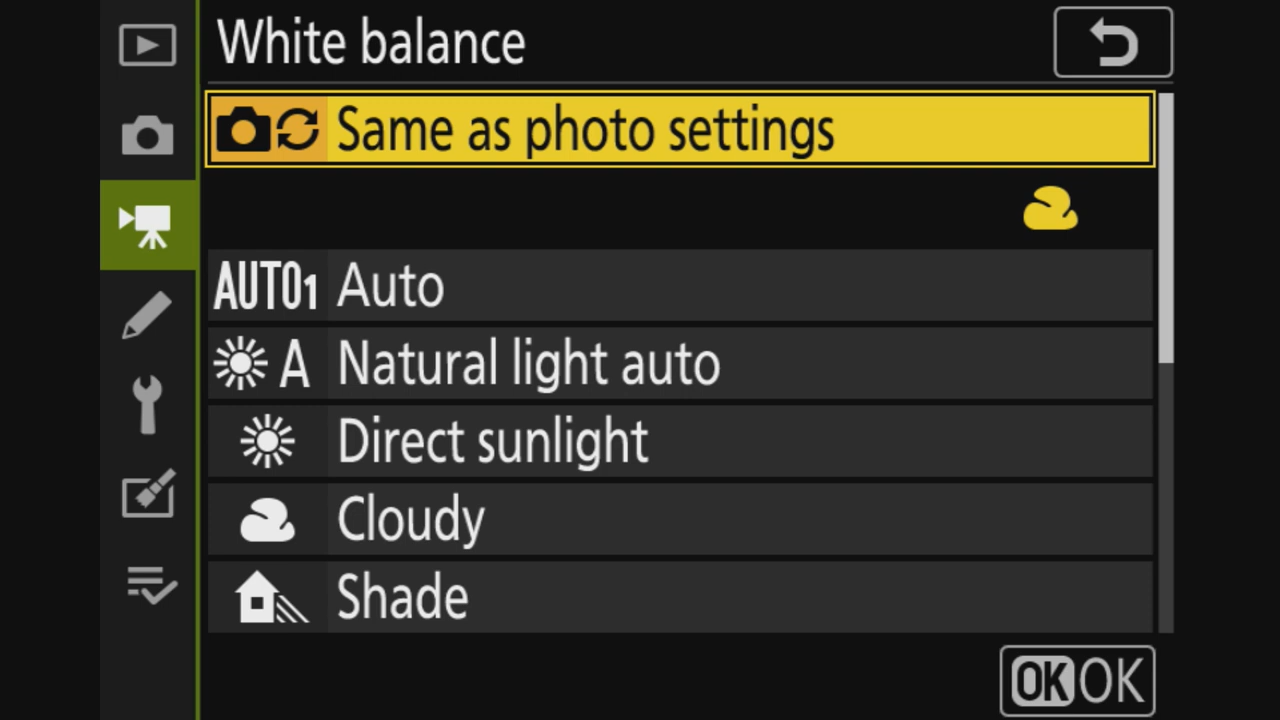 White balance
Same as photo settings
AUTO1 Auto
A Natural light auto
Direct sunlight
Cloudy
Shade
OK OK